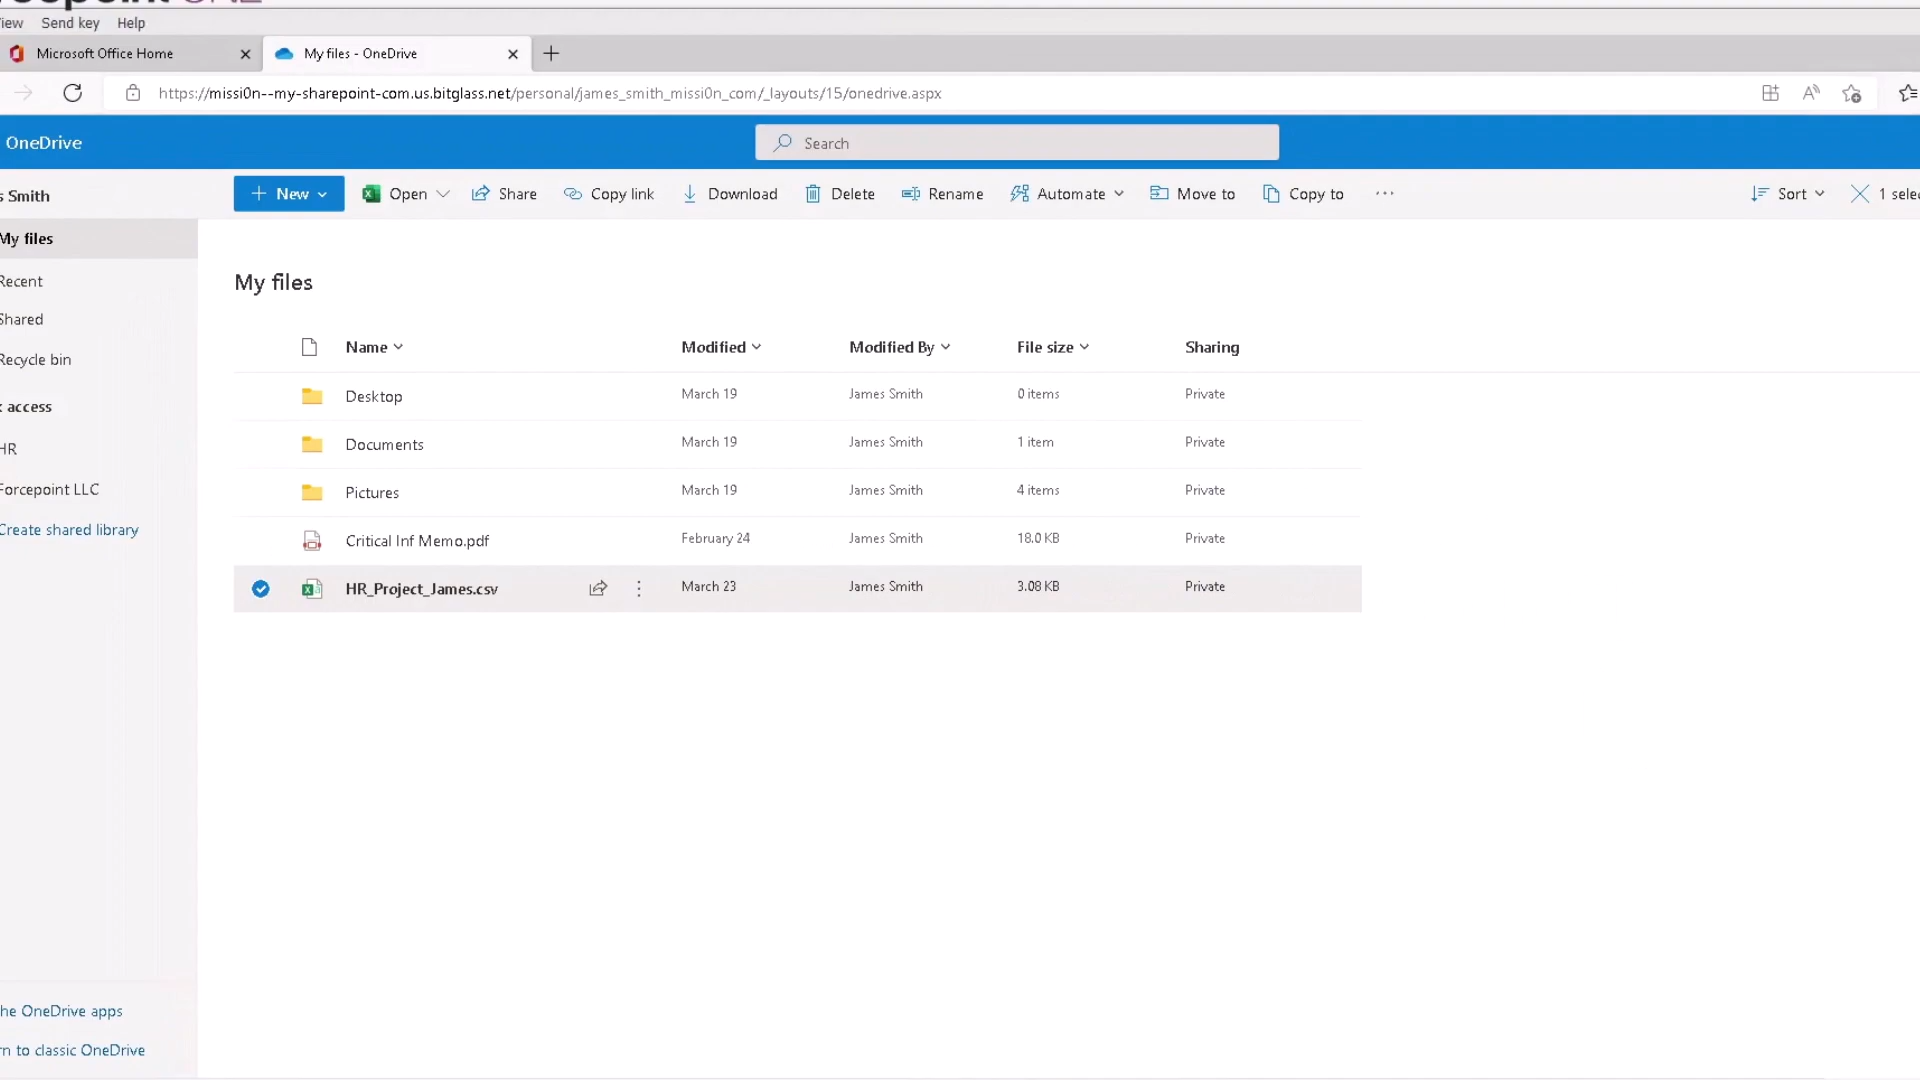 Send key Help
Microsoft Office Home My files - OneDrive
https://missi0n--my-sharepoint-com.us.bitglass.net/personal/james_smith_missi0n_com/_layouts/15/onedrive.aspx
OneDrive Search
Smith
New Open Share Copy link Download Delete Rename Automate Move to Copy to ... Sort 1 selec
My files
Recent
Shared
Recycle bin
access
HR
Forcepoint LLC
Create shared library
My files
Name Modified Modified By File size Sharing
Desktop March 19 James Smith 0 items Private
Documents March 19 James Smith 1 item Private
Pictures March 19 James Smith 4 items Private
Critical Inf Memo.pdf February 24 James Smith 18.0 KB Private
HR_Project_James.csv March 23 James Smith 3.08 KB Private
he OneDrive apps
rn to classic OneDrive